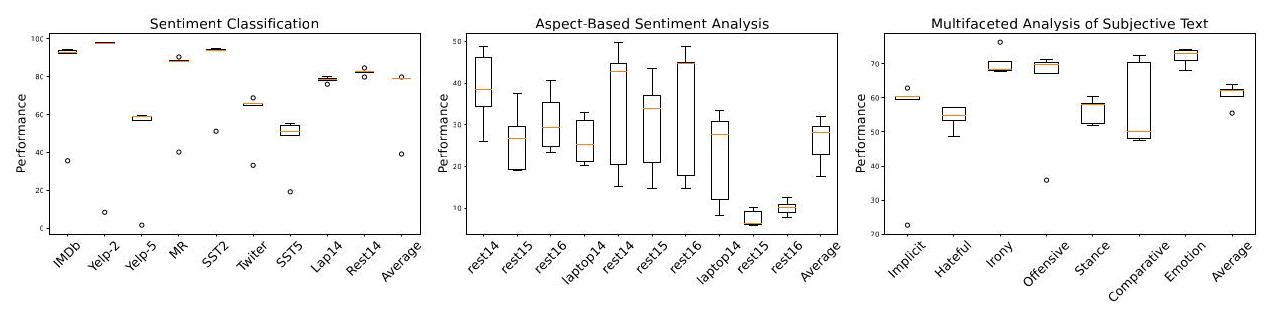 Sentiment Classification
Performance
100
80
60
40
20
0
IMDb
Yelp-2
Yelp-5
MR
SST2
Twiter
SST5
Lap14
Rest14
Average
Aspect-Based Sentiment Analysis
Performance
50
40
30
20
10
rest14
rest15
rest16
laptop14
rest14
rest15
rest16
laptop14
rest15
rest16
Average
Multifaceted Analysis of Subjective Text
Performance
70
60
50
40
30
20
Implicit
Hateful
Irony
Offensive
Stance
Comparative
Emotion
Average